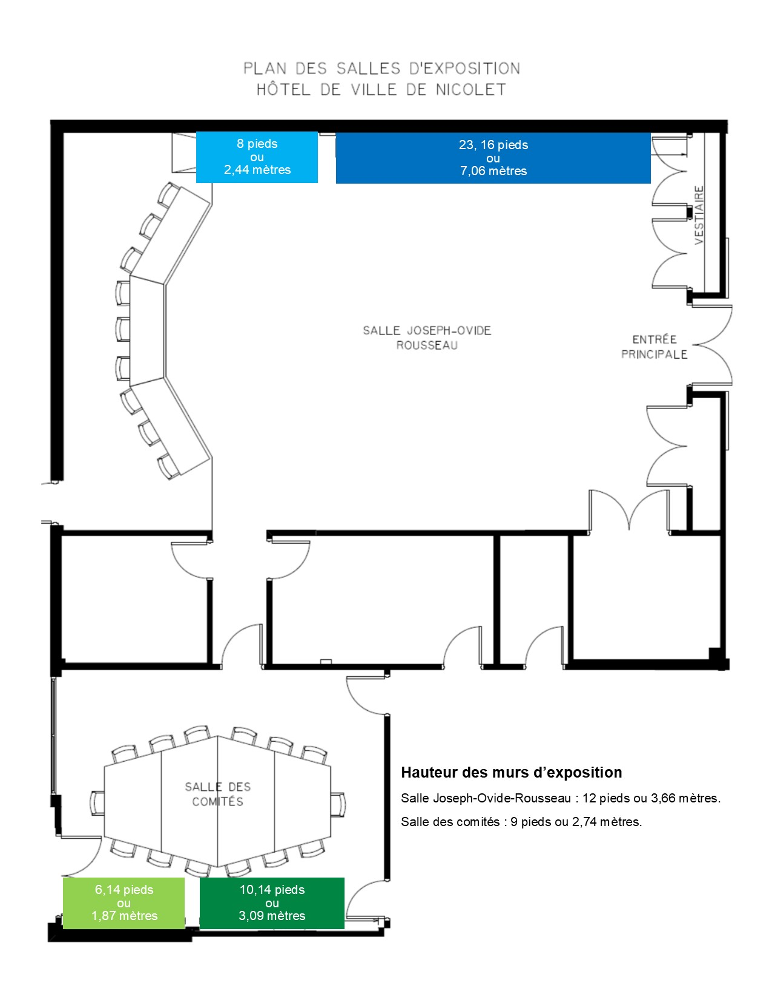 PLAN DES SALLES D'EXPOSITION
HÔTEL DE VILLE DE NICOLET
8 pieds
ou
2,44 mètres
23, 16 pieds
ou
7,06 mètres
VESTIAIRE
SALLE JOSEPH-OVIDE
ROUSSEAU
ENTRÉE
PRINCIPALE
SALLE DES
COMITÉS
Hauteur des murs d’exposition
Salle Joseph-Ovide-Rousseau : 12 pieds ou 3,66 mètres.
Salle des comités : 9 pieds ou 2,74 mètres.
6,14 pieds
ou
1,87 mètres
10,14 pieds
ou
3,09 mètres